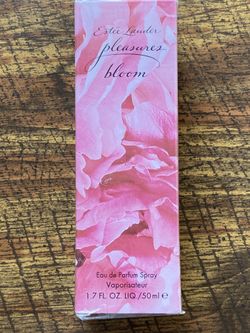 Estée Lauder
pleasures
bloom
Eau de Parfum Spray
Vaporisateur
1.7 FL. OZ. LIQ /50 ml e